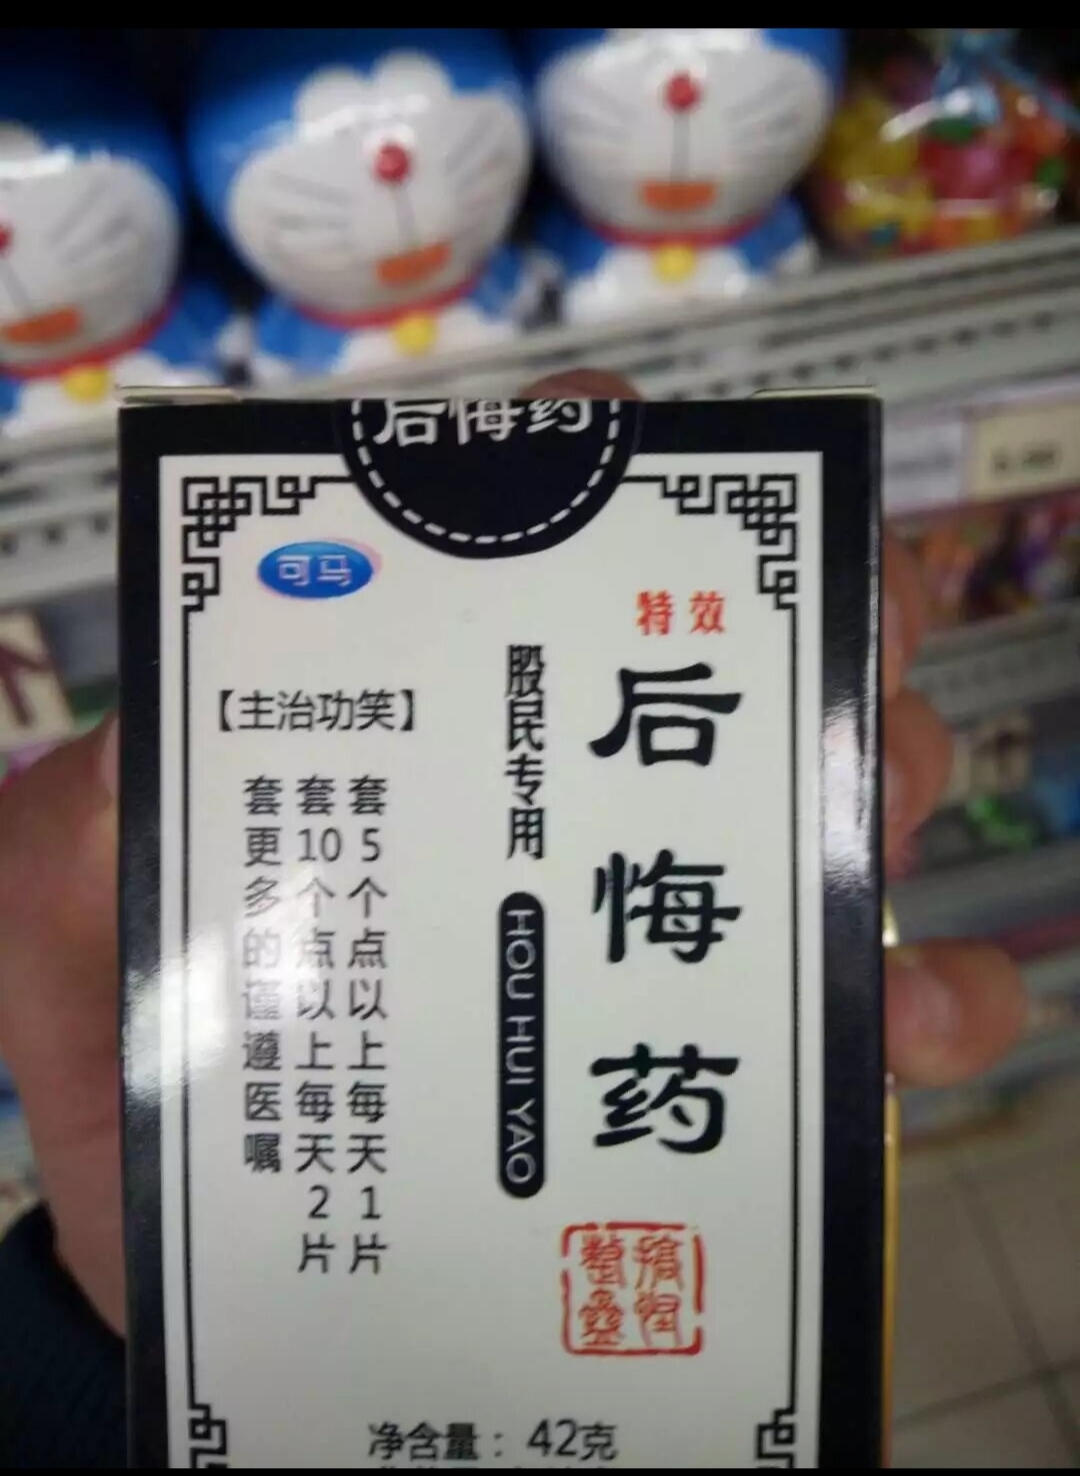 后悔药
可马
特效
后悔药
股民专用
HOU HUI YAO
【主治功笑】
套5个点以上每天1片
套10个点以上每天2片
套更多的谨遵医嘱
净含量：42克